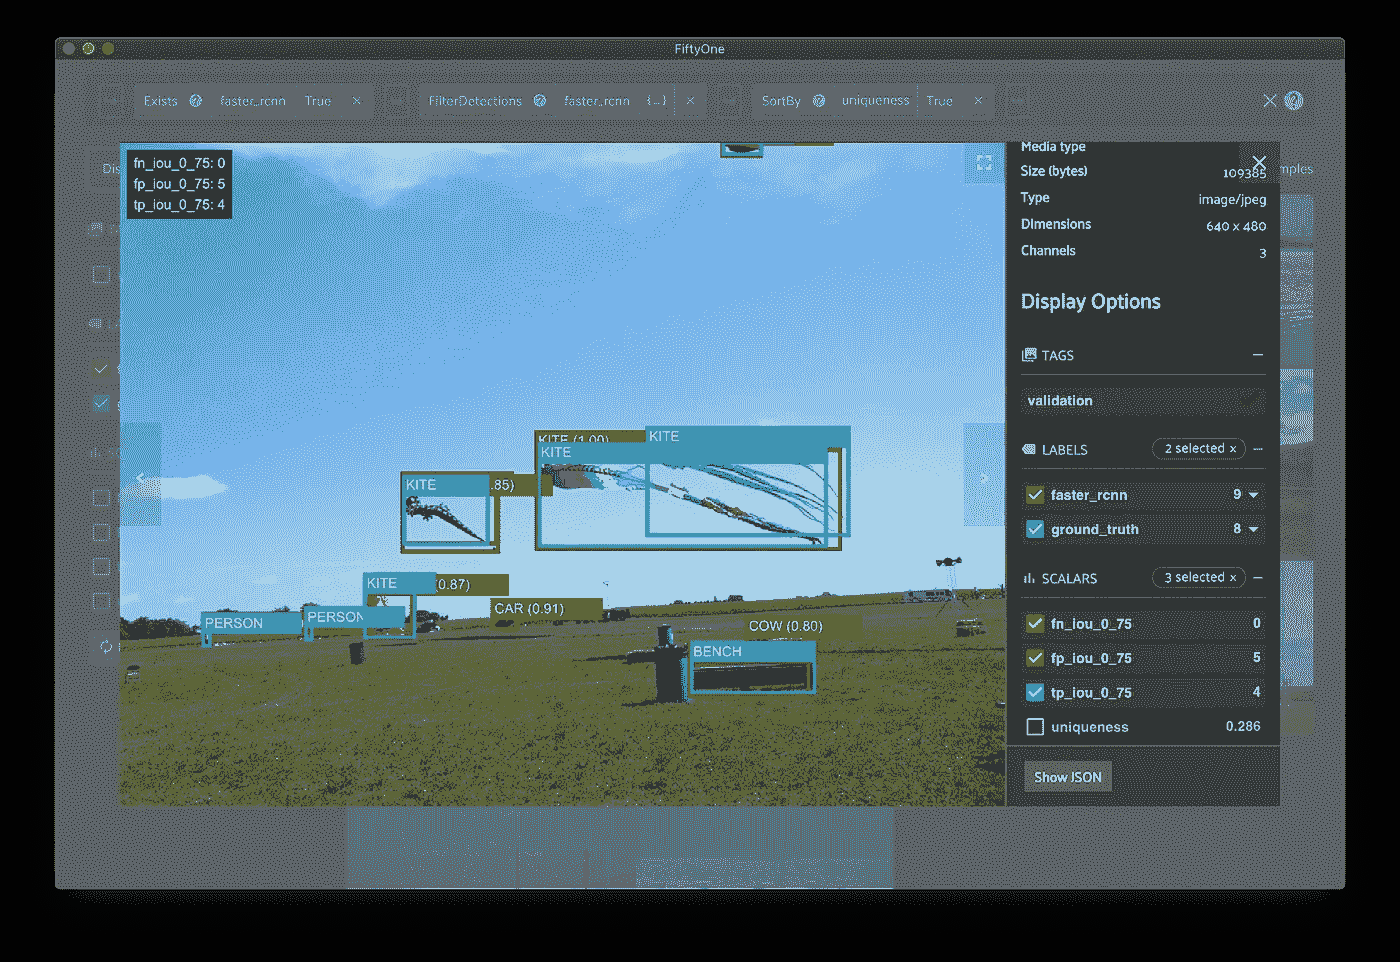 FiftyOne
Exists faster_rcnn True ×
FilterDetections faster_rcnn {...} ×
SortBy uniqueness True ×
Dis
mples
fn_iou_0_75: 0
fp_iou_0_75: 5
tp_iou_0_75: 4
KITE (1.00)
KITE
KITE
KITE
.85)
KITE
(0.87)
CAR (0.91)
PERSON
PERSON
COW (0.80)
BENCH
Media type
Size (bytes) 109385
Type image/jpeg
Dimensions 640 x 480
Channels 3
Display Options
TAGS
validation
LABELS 2 selected ×
faster_rcnn 9
ground_truth 8
SCALARS 3 selected ×
fn_iou_0_75 0
fp_iou_0_75 5
tp_iou_0_75 4
uniqueness 0.286
Show JSON